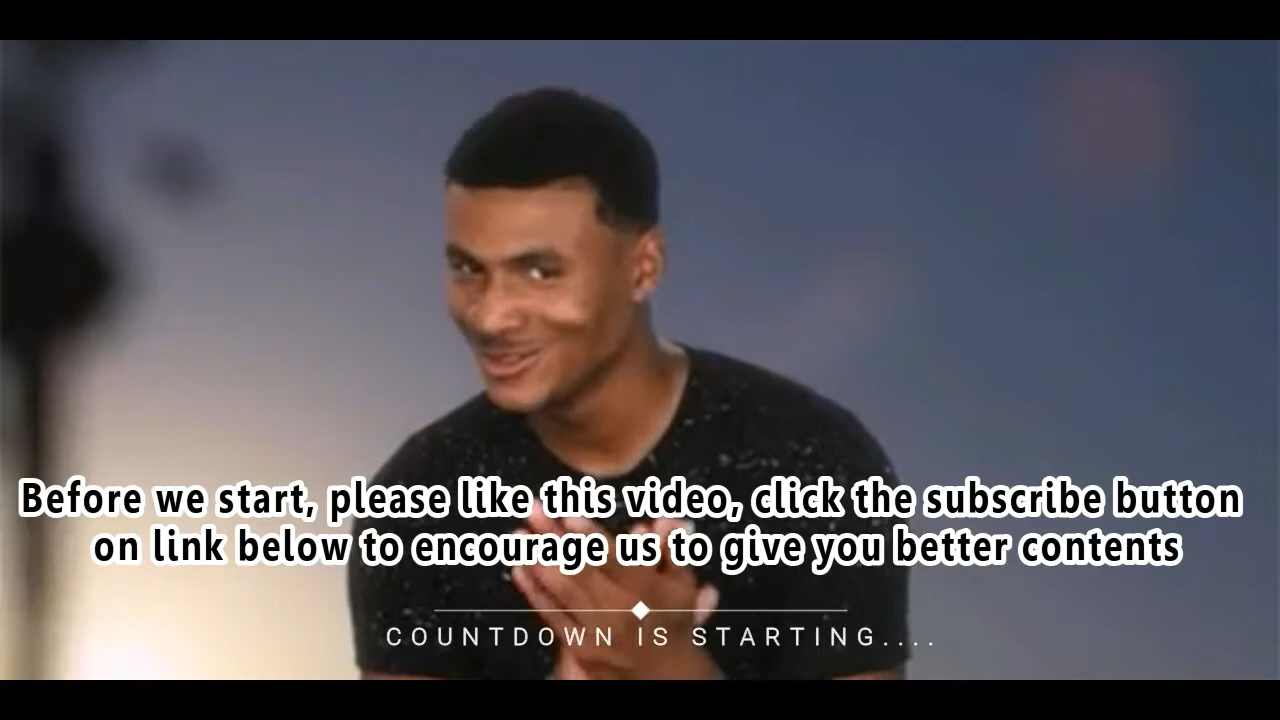 Before we start, please like this video, click the subscribe button
on link below to encourage us to give you better contents
COUNTDOWN IS STARTING....